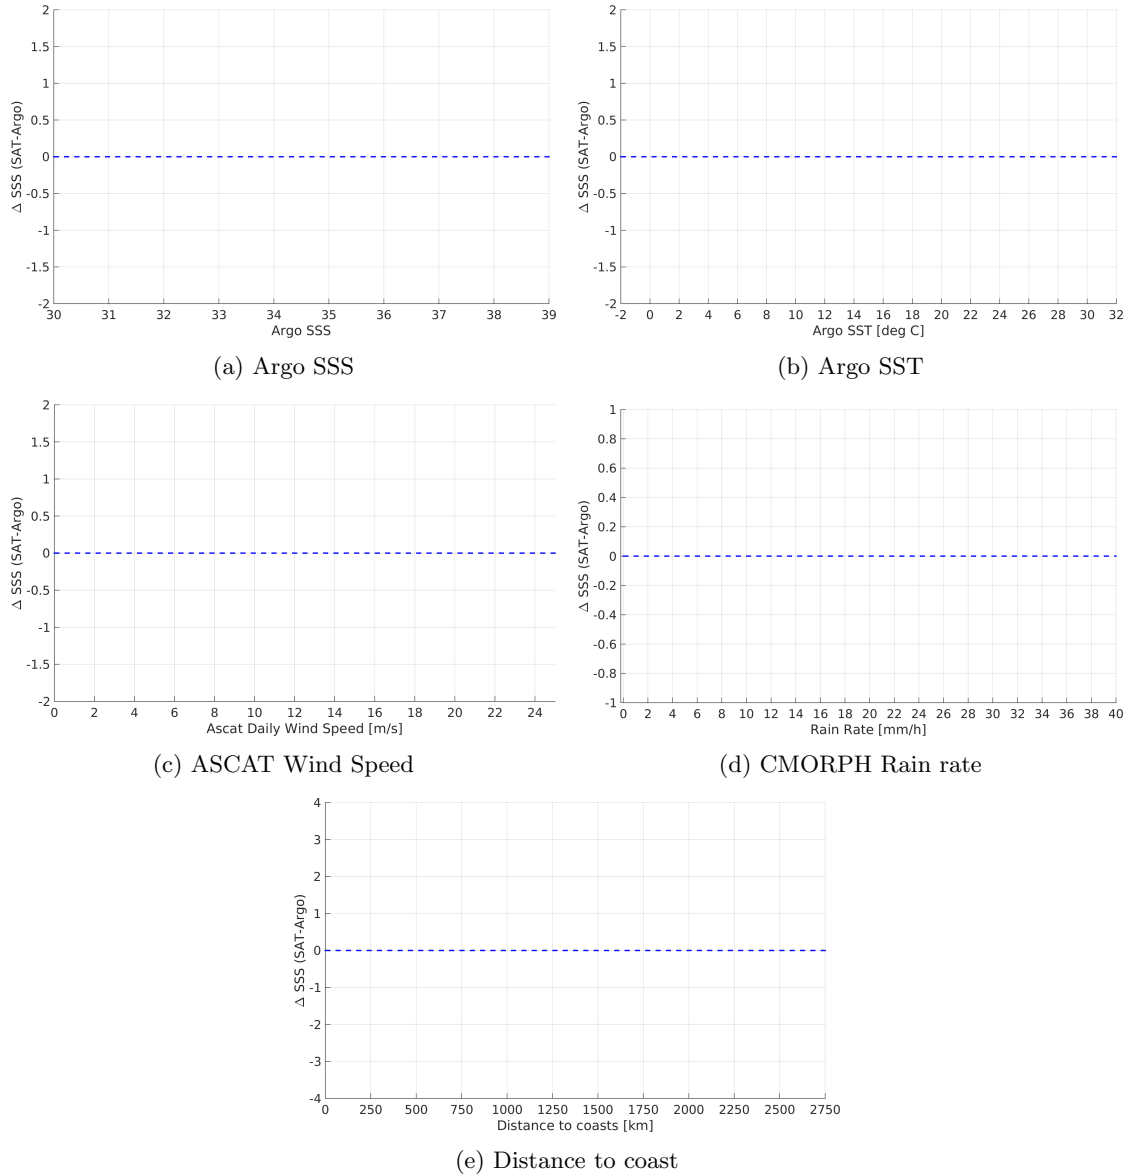 2
1.5
1
0.5
0
-0.5
-1
-1.5
-2
Δ SSS (SAT-Argo)
30 31 32 33 34 35 36 37 38 39
Argo SSS
(a) Argo SSS
2
1.5
1
0.5
0
-0.5
-1
-1.5
-2
Δ SSS (SAT-Argo)
-2 0 2 4 6 8 10 12 14 16 18 20 22 24 26 28 30 32
Argo SST [deg C]
(b) Argo SST
2
1.5
1
0.5
0
-0.5
-1
-1.5
-2
Δ SSS (SAT-Argo)
0 2 4 6 8 10 12 14 16 18 20 22 24
Ascat Daily Wind Speed [m/s]
(c) ASCAT Wind Speed
1
0.8
0.6
0.4
0.2
0
-0.2
-0.4
-0.6
-0.8
-1
Δ SSS (SAT-Argo)
0 2 4 6 8 10 12 14 16 18 20 22 24 26 28 30 32 34 36 38 40
Rain Rate [mm/h]
(d) CMORPH Rain rate
4
3
2
1
0
-1
-2
-3
-4
Δ SSS (SAT-Argo)
0 250 500 750 1000 1250 1500 1750 2000 2250 2500 2750
Distance to coasts [km]
(e) Distance to coast